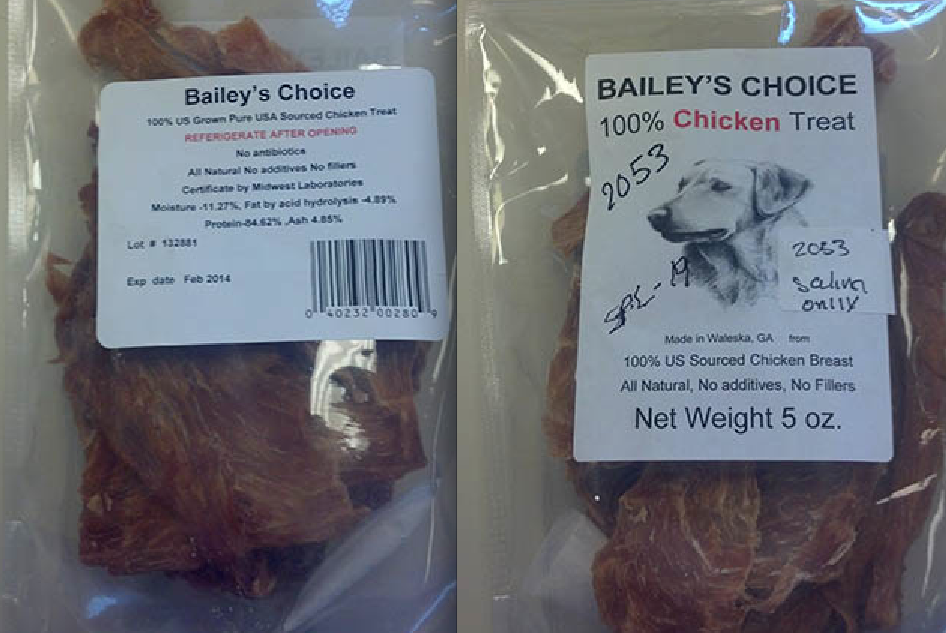 Bailey's Choice
100% US Grown Pure USA Sourced Chicken Treat
REFERIGERATE AFTER OPENING
No antibiotics
All Natural No additives No fillers
Certificate by Midwest Laboratories
Moisture -11.27%, Fat by acid hydrolysis -4.89%
Protein-84.62% ,Ash 4.85%
Lot # 132881
Exp date Feb 2014
0 40232 00280 9
BAILEY'S CHOICE
100% Chicken Treat
2053
2053
-19
only
Made in Waleska, GA from
100% US Sourced Chicken Breast
All Natural, No additives, No Fillers
Net Weight 5 oz.